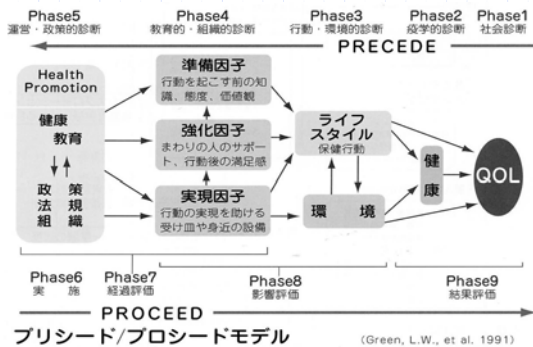 Phase5
運営・政策的診断
Phase4
教育的・組織的診断
Phase3
行動・環境的診断
Phase2
疫学的診断
Phase1
社会診断
PRECEDE
Health
Promotion
健康
教育
政 策
法 規
組 織
準備因子
行動を起こす前の知
識、態度、価値観
強化因子
まわりの人のサポー
ト、行動後の満足感
実現因子
行動の実現を助ける
受け皿や身近の設備
ライフ
スタイル
保健行動
環 境
健
康
QOL
Phase6
実 施
Phase7
経過評価
Phase8
影響評価
Phase9
結果評価
PROCEED
プリシード/プロシードモデル
(Green, L.W., et al. 1991)